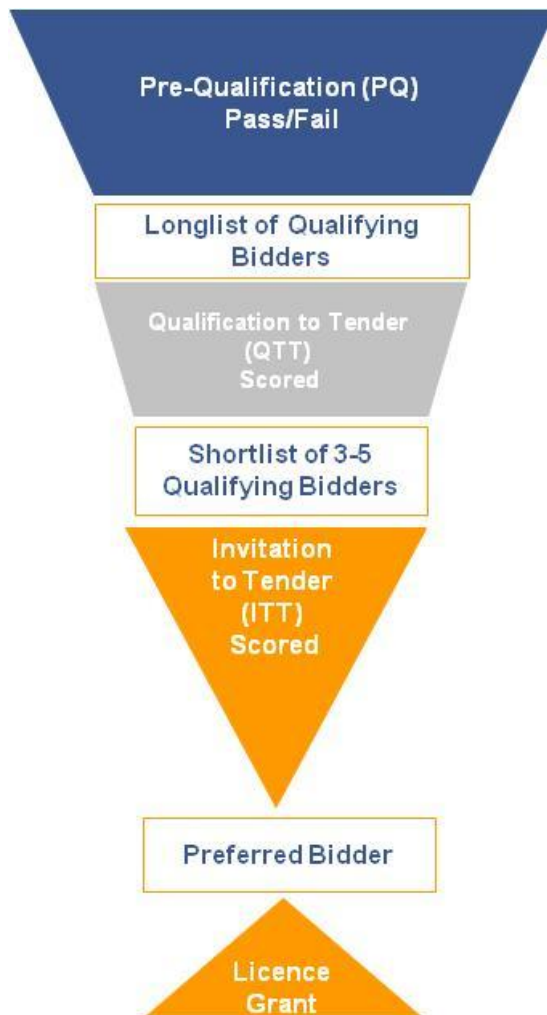 Pre-Qualification (PQ)
Pass/Fail
Longlist of Qualifying
Bidders
Qualification to Tender
(QTT)
Scored
Shortlist of 3-5
Qualifying Bidders
Invitation
to Tender
(ITT)
Scored
Preferred Bidder
Licence
Grant